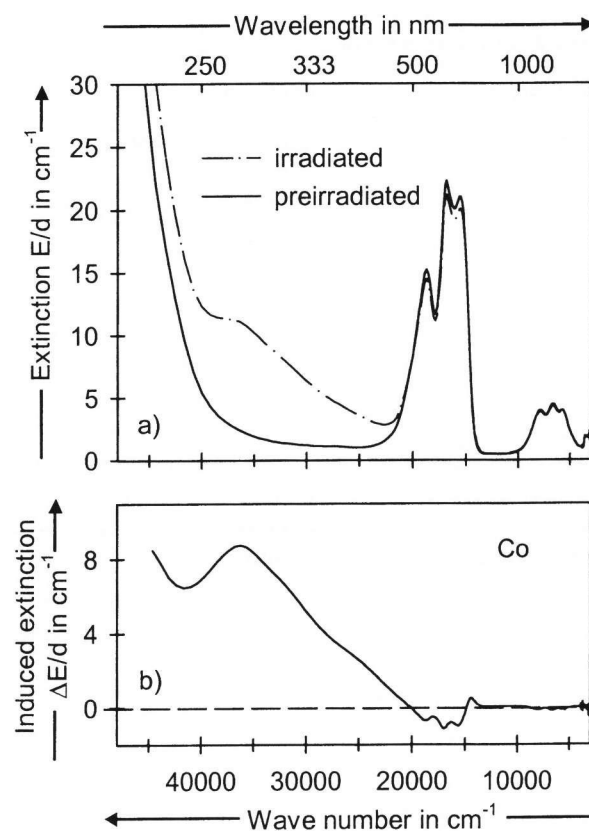 Wavelength in nm
250 333 500 1000
30
25
20
15
10
5
0
Extinction E/d in cm⁻¹
irradiated
preirradiated
a)
8
4
0
Induced extinction
ΔE/d in cm⁻¹
Co
b)
40000 30000 20000 10000
Wave number in cm⁻¹